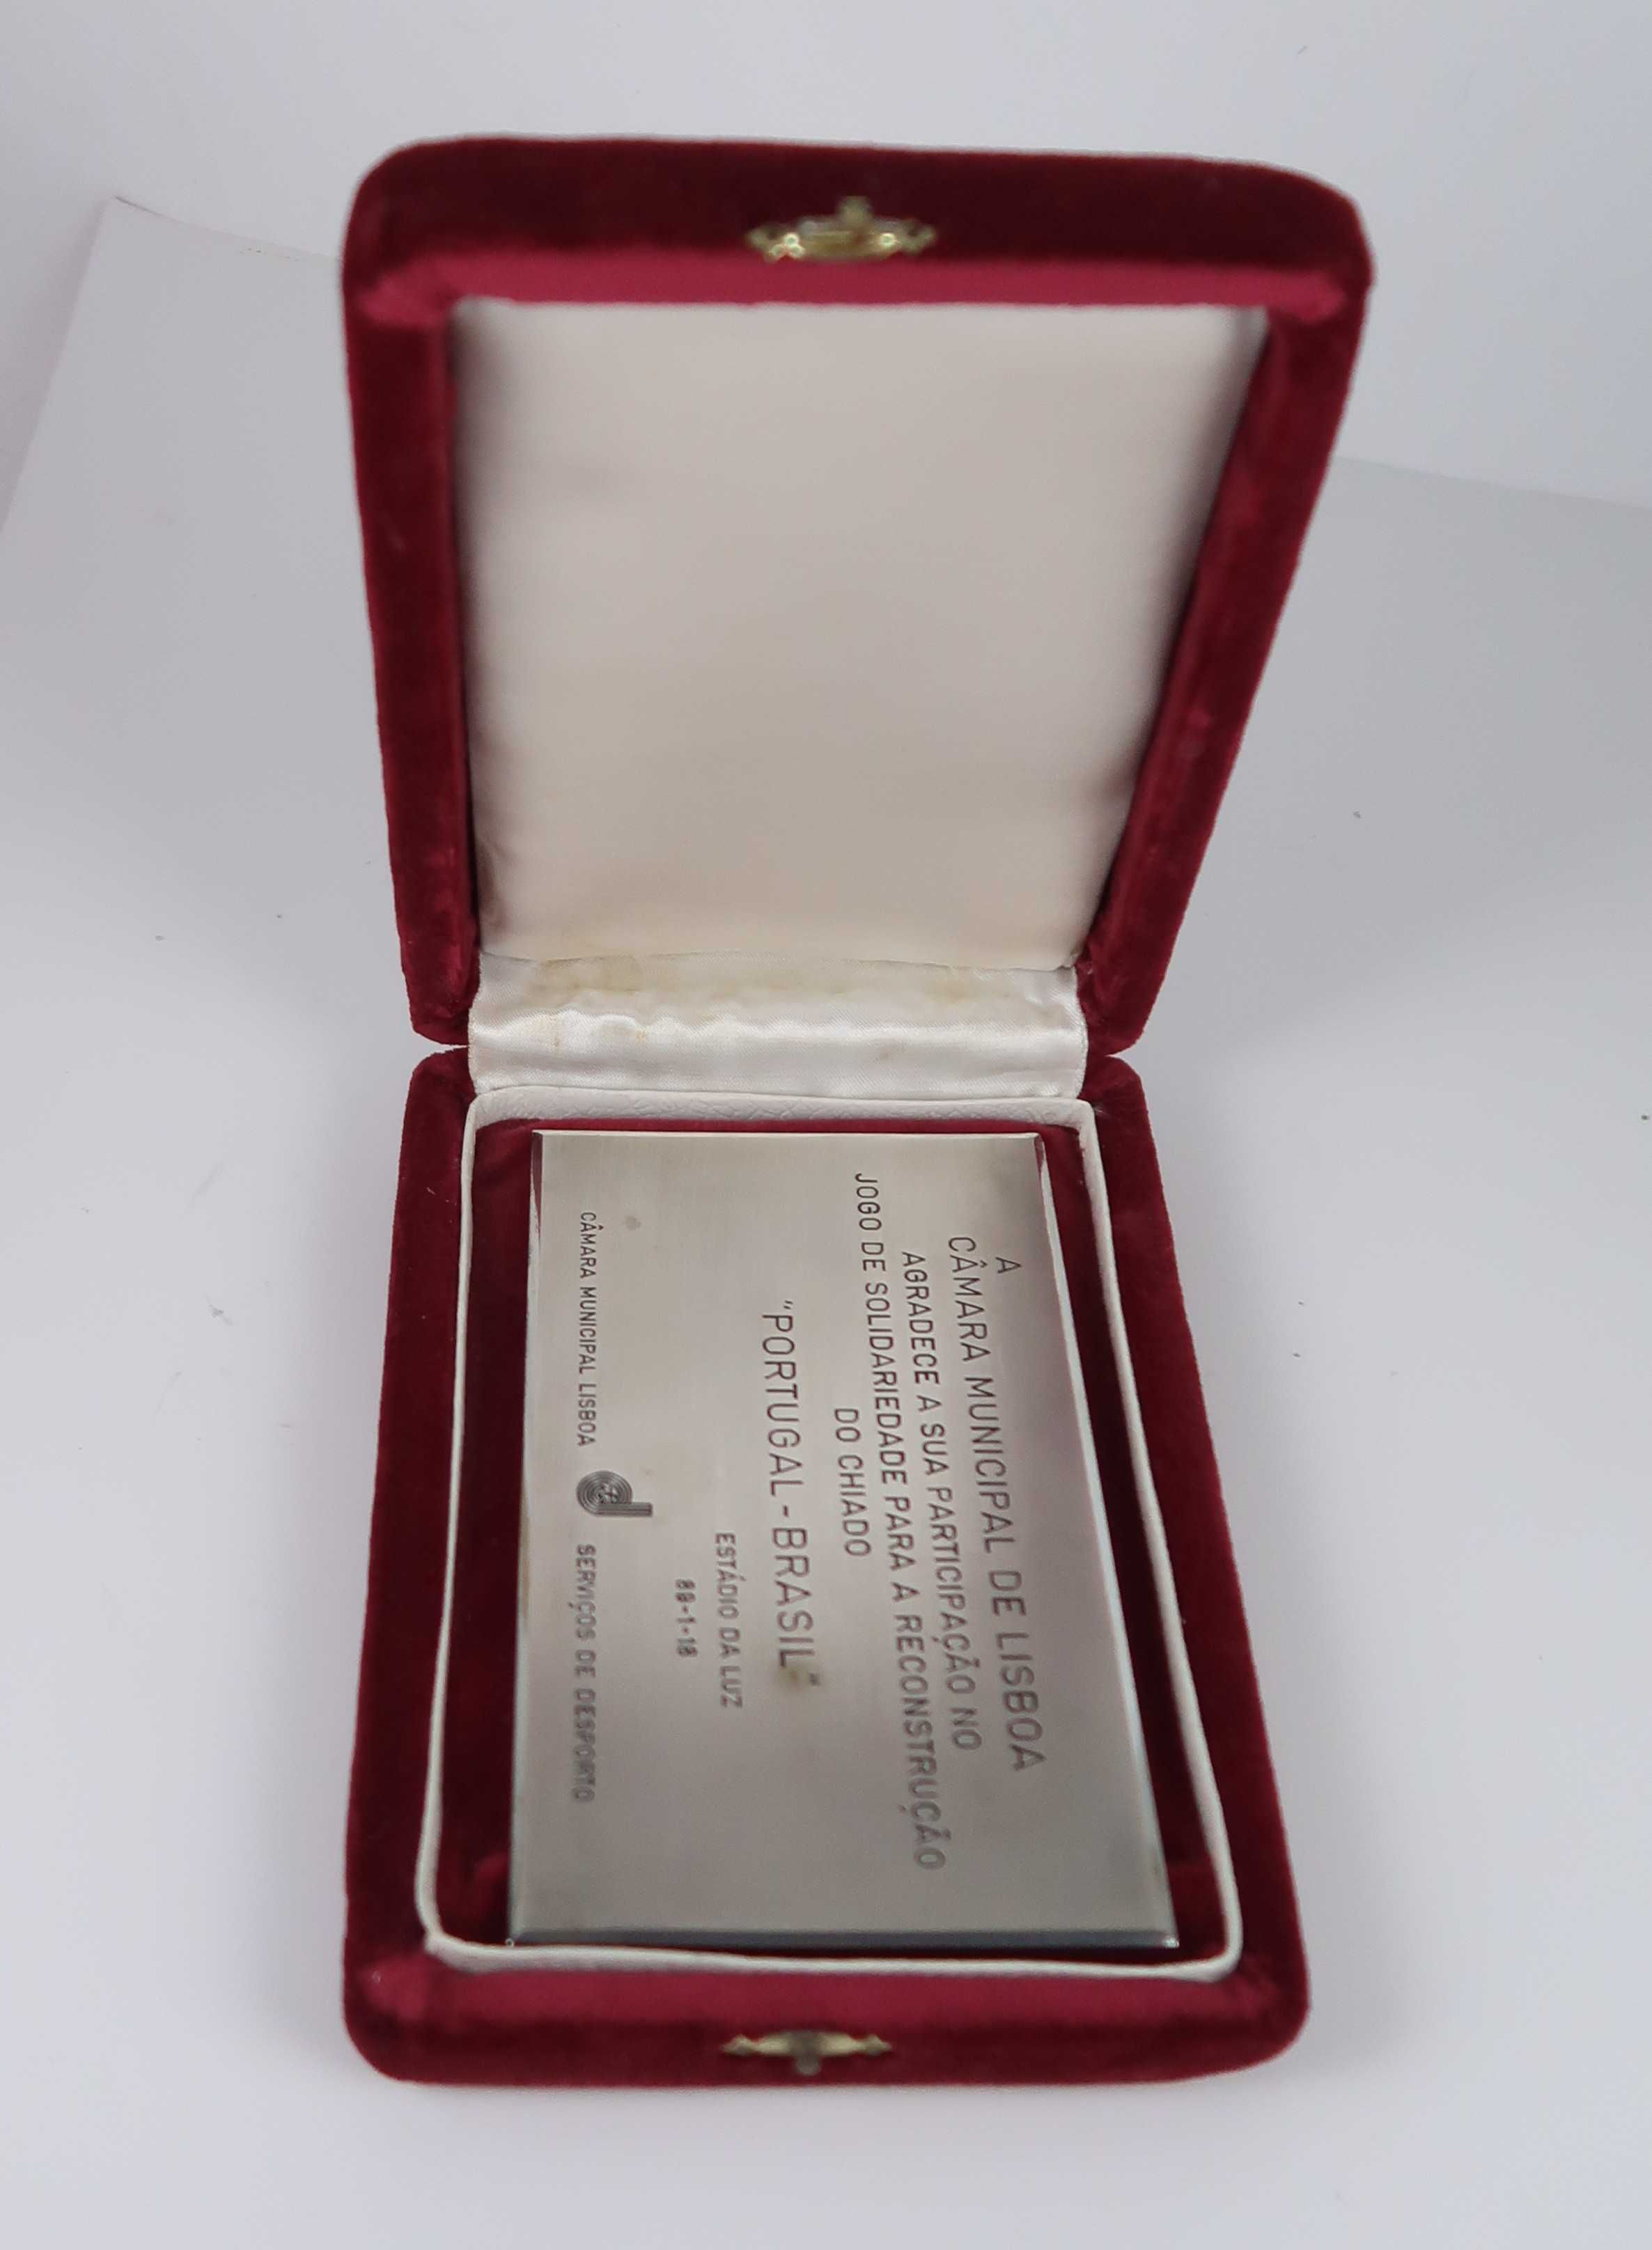 A
CÂMARA MUNICIPAL DE LISBOA
AGRADECE A SUA PARTICIPAÇÃO NO
JOGO DE SOLIDARIEDADE PARA A RECONSTRUÇÃO
DO CHIADO
"PORTUGAL-BRASIL"
ESTÁDIO DA LUZ
CÂMARA MUNICIPAL LISBOA d SERVIÇOS DE DESPORTO